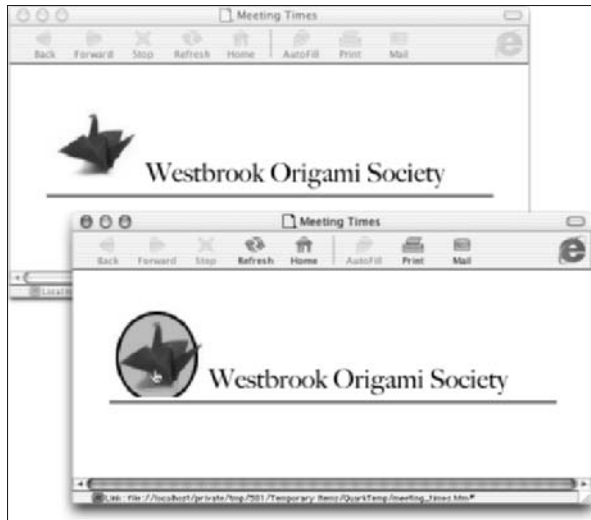 Meeting Times
Back Forward Stop Refresh Home AutoFill Print Mail
Westbrook Origami Society
Meeting Times
Back Forward Stop Refresh Home AutoFill Print Mail
Westbrook Origami Society
Link: file://localhost/private/tmp/501/Temporary Items/QuarkTemp/meeting_times.htm#